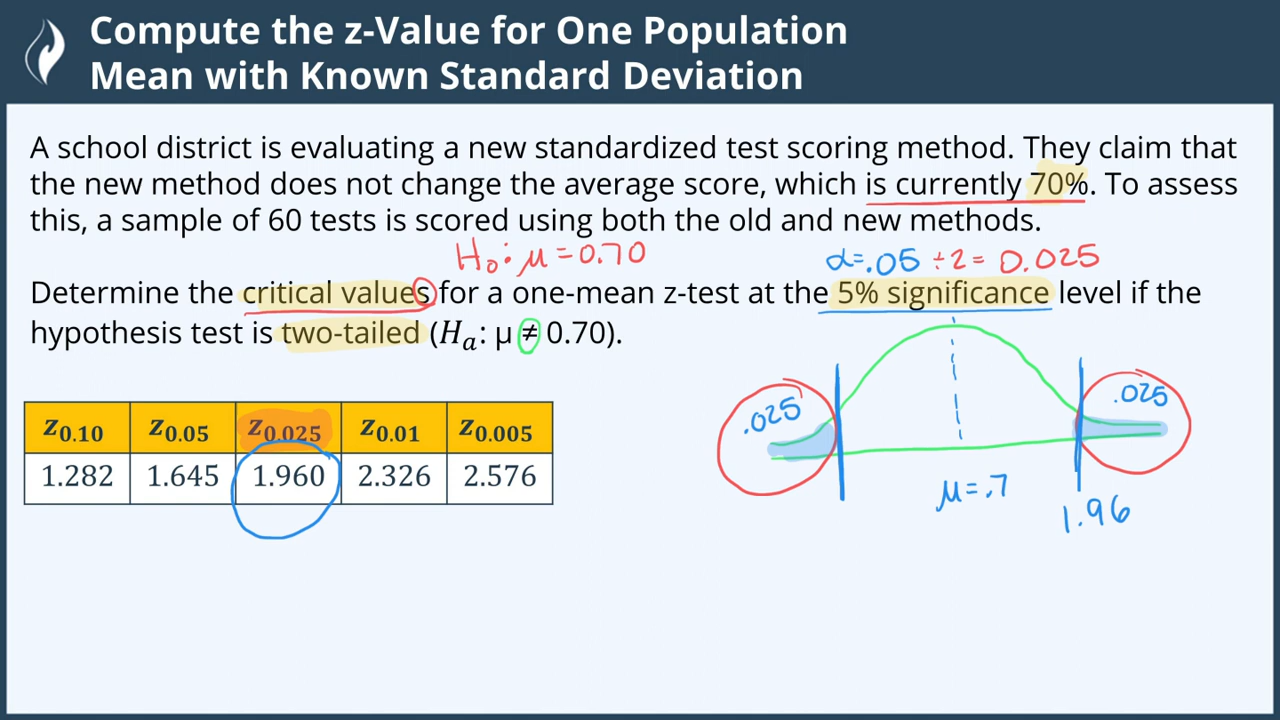 Compute the z-Value for One Population
Mean with Known Standard Deviation
A school district is evaluating a new standardized test scoring method. They claim that
the new method does not change the average score, which is currently 70%. To assess
this, a sample of 60 tests is scored using both the old and new methods.
H₀: μ = 0.70
α=.05 ÷2= 0.025
Determine the critical values for a one-mean z-test at the 5% significance level if the
hypothesis test is two-tailed (Hₐ: μ ≠ 0.70).
.025 .025
z0.10 z0.05 z0.025 z0.01 z0.005
1.282 1.645 1.960 2.326 2.576
μ=.7
1.96